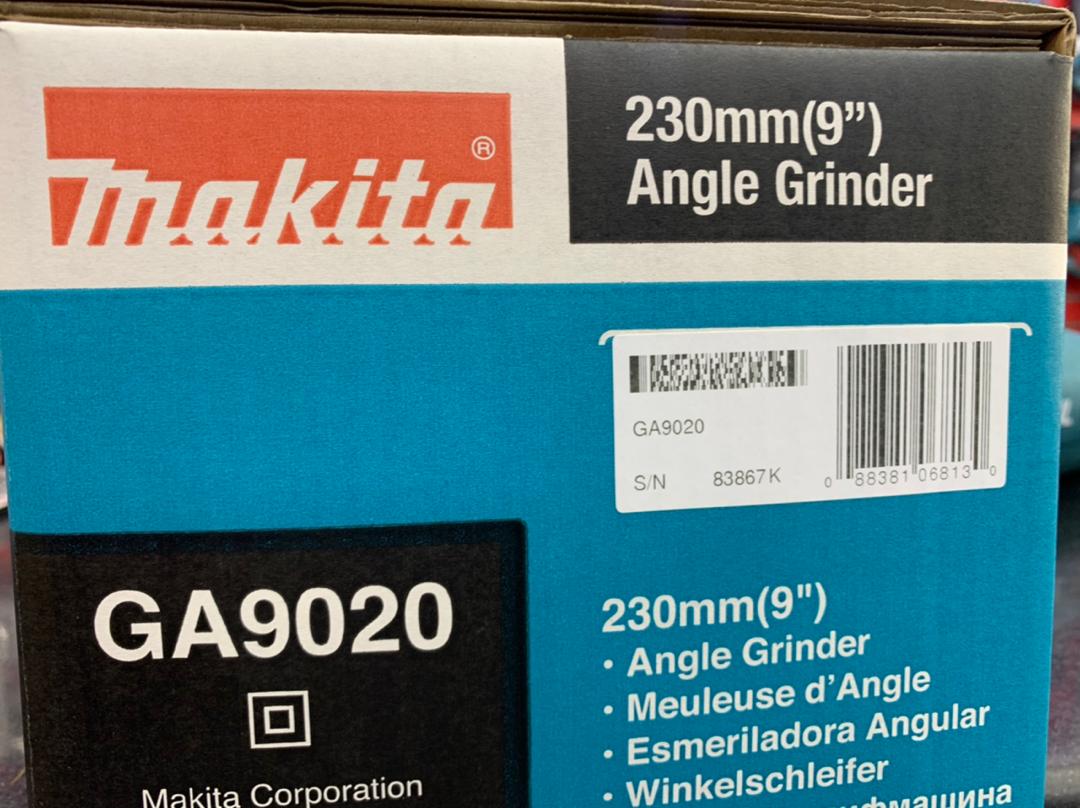 makita®
230mm(9”)
Angle Grinder
GA9020
S/N 83867K
0 88381 06813 0
GA9020
Makita Corporation
230mm(9")
• Angle Grinder
• Meuleuse d’Angle
• Esmeriladora Angular
• Winkelschleifer